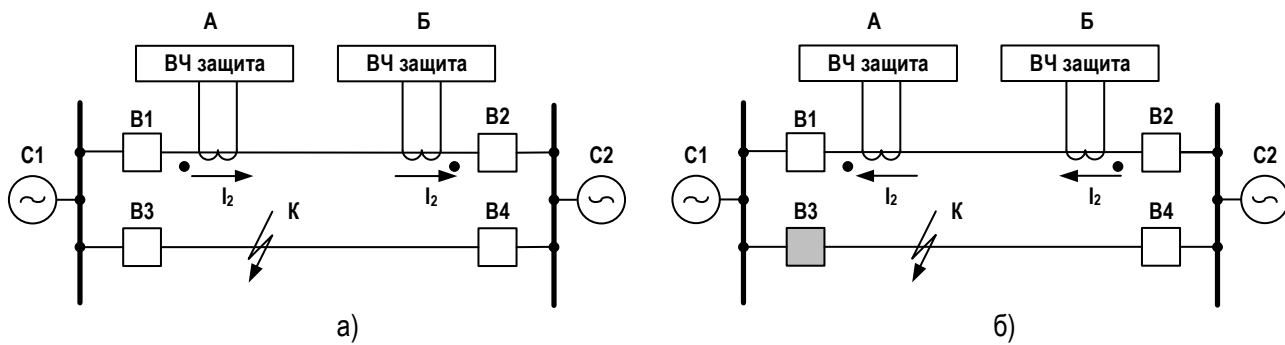 А Б
ВЧ защита ВЧ защита
В1 В2
С1 С2
I₂ I₂
В3 К В4
а)
А Б
ВЧ защита ВЧ защита
В1 В2
С1 С2
I₂ I₂
В3 К В4
б)